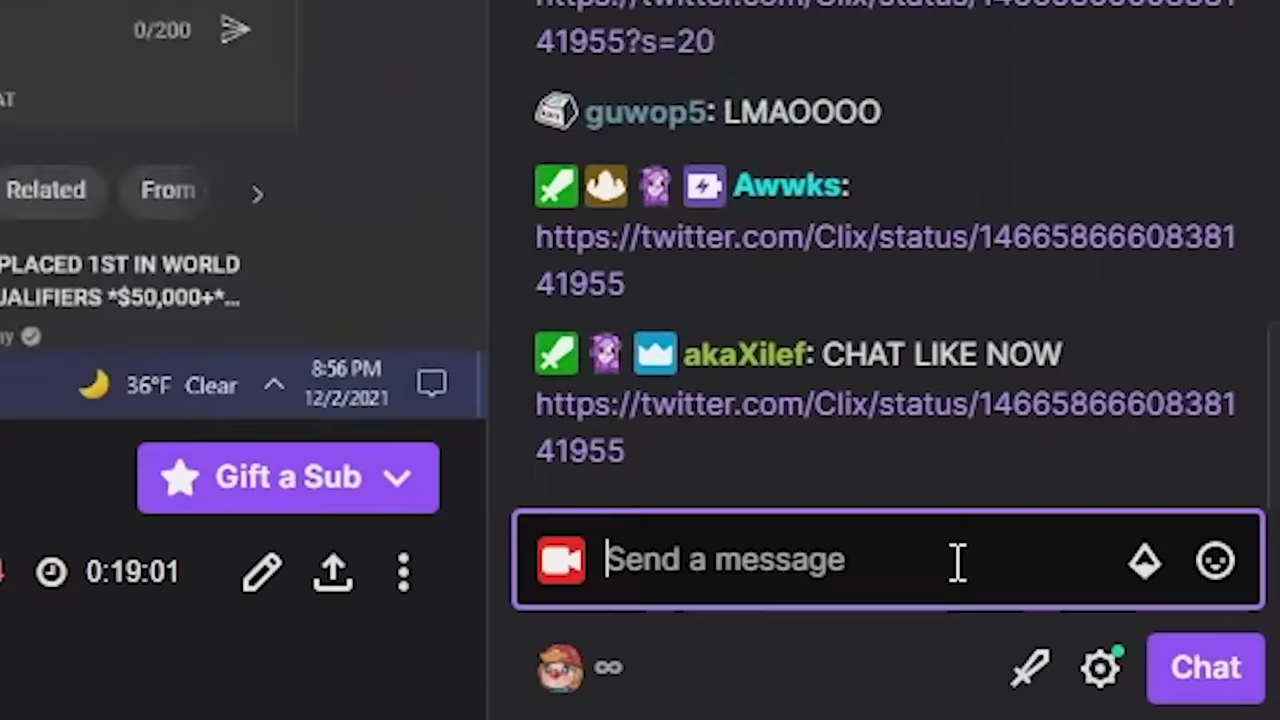 0/200
AT
Related
From
PLACED 1ST IN WORLD
UALIFIERS *$50,000+*...
8:56 PM
36°F Clear
12/2/2021
Gift a Sub
0:19:01
41955?s=20
guwop5: LMAOOOO
Awwks:
https://twitter.com/Clix/status/14665866608381
41955
akaXilef: CHAT LIKE NOW
https://twitter.com/Clix/status/14665866608381
41955
Send a message
∞
Chat